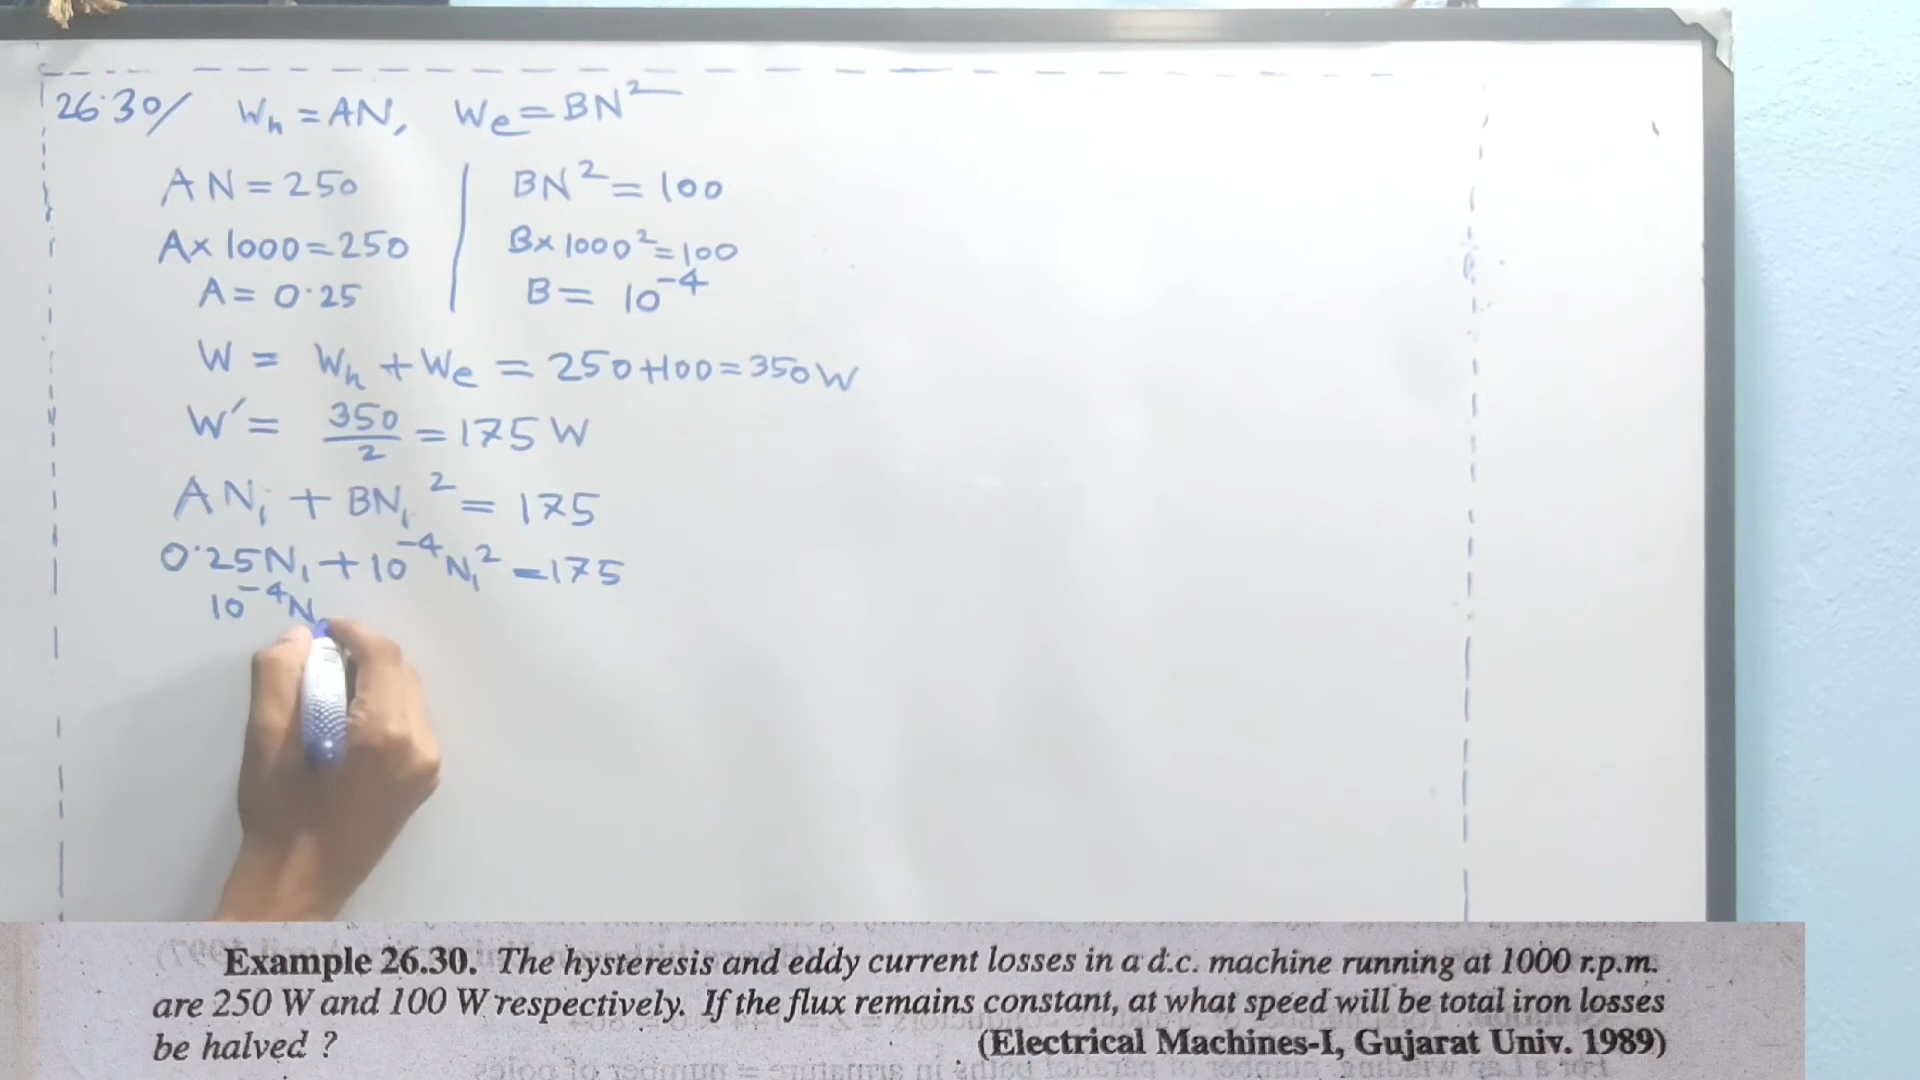 26.30/ Wh = AN, We = BN²
AN = 250
A x 1000 = 250
A = 0.25
BN² = 100
B x 1000² = 100
B = 10⁻⁴
W = Wh + We = 250+100 = 350 W
W' = 350/2 = 175 W
AN₁ + BN₁² = 175
0.25N₁ + 10⁻⁴N₁² = 175
10⁻⁴N
Example 26.30. The hysteresis and eddy current losses in a d.c. machine running at 1000 r.p.m.
are 250 W and 100 W respectively. If the flux remains constant, at what speed will be total iron losses
be halved ? (Electrical Machines-I, Gujarat Univ. 1989)